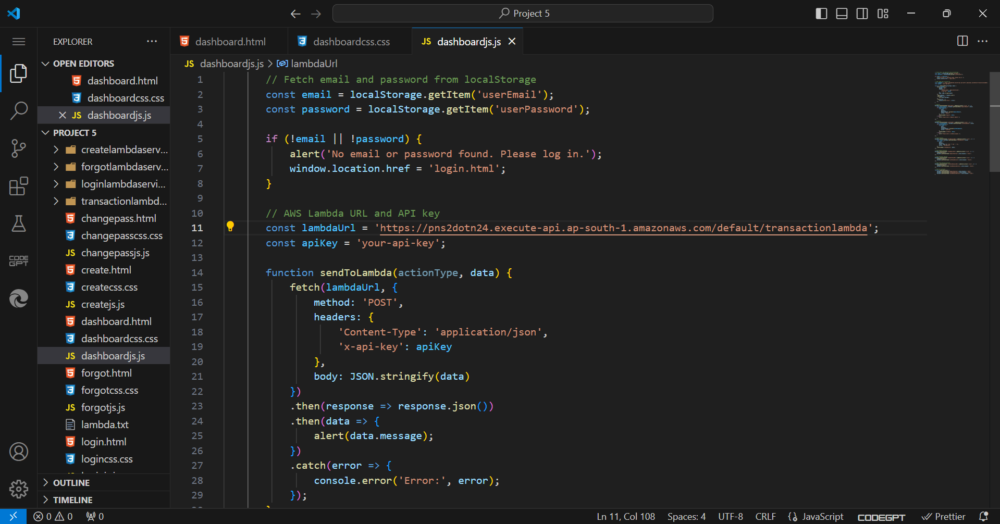 Project 5
EXPLORER
dashboard.html
dashboardcss.css
JS dashboardjs.js
OPEN EDITORS
dashboard.html
dashboardcss.css
JS dashboardjs.js
PROJECT 5
createlambdaserv...
forgotlambdaserv...
loginlambdaservi...
transactionlambd...
changepass.html
changepasscss.css
JS changepassjs.js
create.html
createcss.css
JS createjs.js
dashboard.html
dashboardcss.css
JS dashboardjs.js
forgot.html
forgotcss.css
JS forgotjs.js
lambda.txt
login.html
logincss.css
OUTLINE
TIMELINE
CODE
GPT
JS dashboardjs.js > lambdaUrl
1 // Fetch email and password from localStorage
2 const email = localStorage.getItem('userEmail');
3 const password = localStorage.getItem('userPassword');
4
5 if (!email || !password) {
6 alert('No email or password found. Please log in.');
7 window.location.href = 'login.html';
8 }
9
10 // AWS Lambda URL and API key
11 const lambdaUrl = 'https://pns2dotn24.execute-api.ap-south-1.amazonaws.com/default/transactionlambda';
12 const apiKey = 'your-api-key';
13
14 function sendToLambda(actionType, data) {
15 fetch(lambdaUrl, {
16 method: 'POST',
17 headers: {
18 'Content-Type': 'application/json',
19 'x-api-key': apiKey
20 },
21 body: JSON.stringify(data)
22 })
23 .then(response => response.json())
24 .then(data => {
25 alert(data.message);
26 })
27 .catch(error => {
28 console.error('Error:', error);
29 });
0 0 0
Ln 11, Col 108 Spaces: 4 UTF-8 CRLF {} JavaScript CODEGPT Prettier